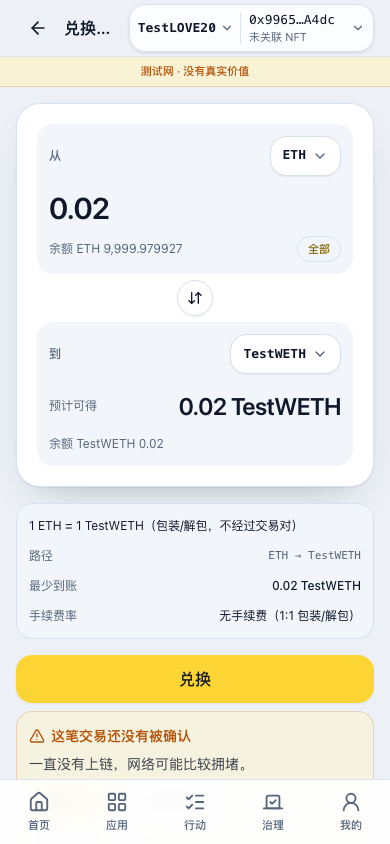 兑换...
TestLOVE20
0x9965…A4dc
未关联 NFT
测试网 · 没有真实价值
从
ETH
0.02
余额 ETH 9,999.979927
全部
到
TestWETH
预计可得
0.02 TestWETH
余额 TestWETH 0.02
1 ETH = 1 TestWETH（包装/解包，不经过交易对）
路径
ETH → TestWETH
最少到账
0.02 TestWETH
手续费率
无手续费（1:1 包装/解包）
兑换
这笔交易还没有被确认
一直没有上链，网络可能比较拥堵。
首页
应用
行动
治理
我的